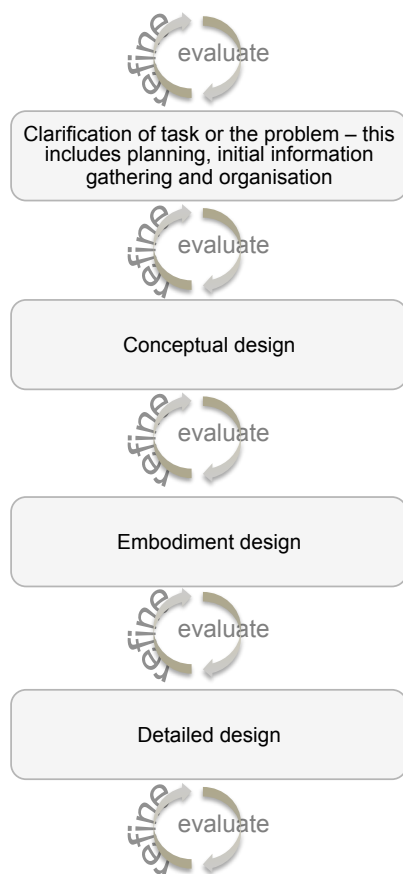 refine evaluate
Clarification of task or the problem – this
includes planning, initial information
gathering and organisation
refine evaluate
Conceptual design
refine evaluate
Embodiment design
refine evaluate
Detailed design
refine evaluate